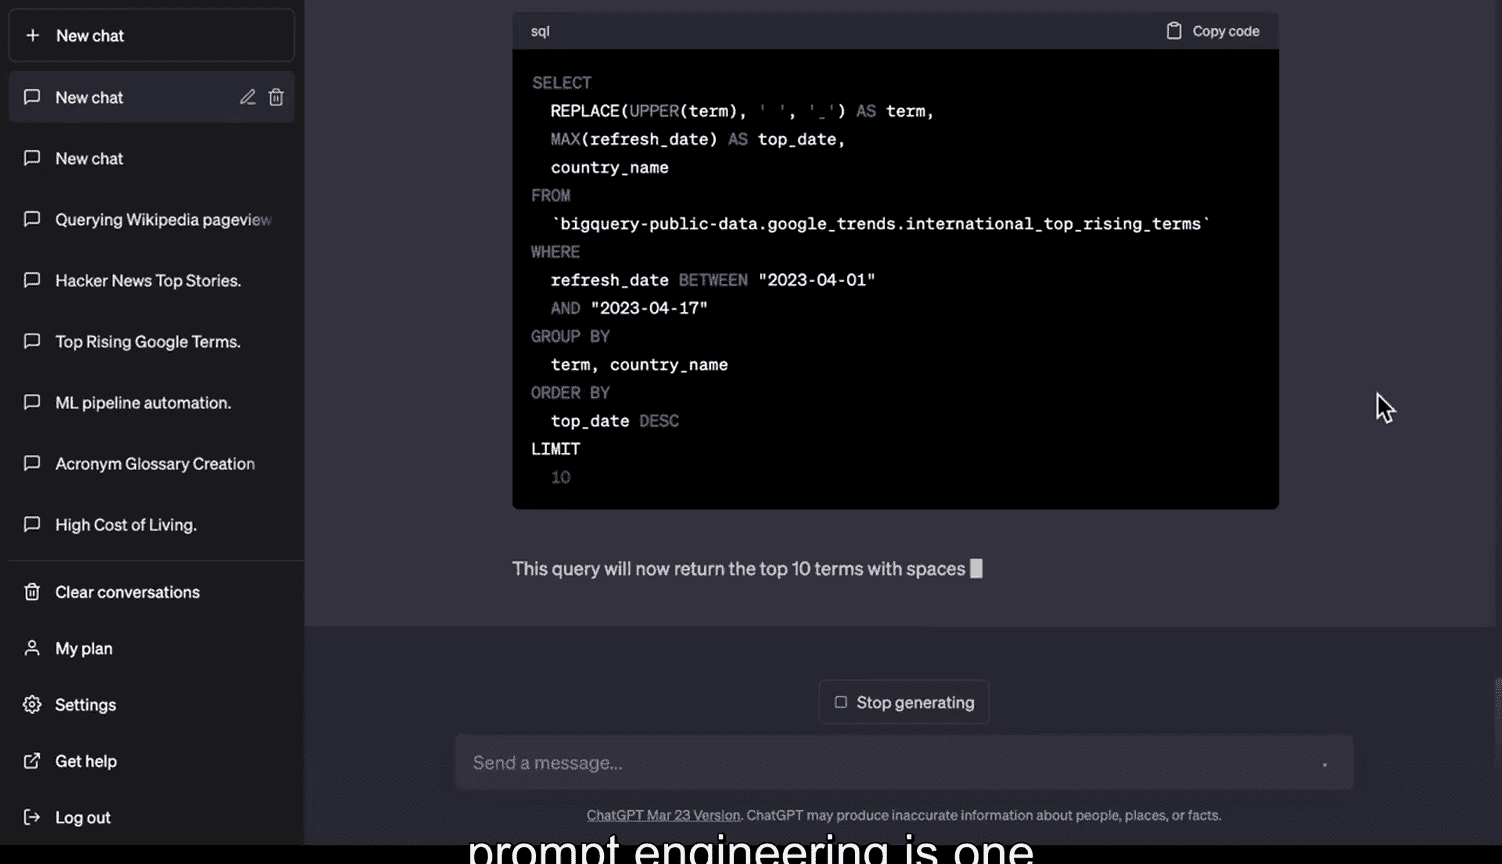 New chat
New chat
New chat
Querying Wikipedia pageview
Hacker News Top Stories.
Top Rising Google Terms.
ML pipeline automation.
Acronym Glossary Creation
High Cost of Living.
Clear conversations
My plan
Settings
Get help
Log out
sql
Copy code
SELECT
REPLACE(UPPER(term), ' ', '_') AS term,
MAX(refresh_date) AS top_date,
country_name
FROM
`bigquery-public-data.google_trends.international_top_rising_terms`
WHERE
refresh_date BETWEEN "2023-04-01"
AND "2023-04-17"
GROUP BY
term, country_name
ORDER BY
top_date DESC
LIMIT
10
This query will now return the top 10 terms with spaces
Stop generating
Send a message...
ChatGPT Mar 23 Version. ChatGPT may produce inaccurate information about people, places, or facts.
prompt engineering is one